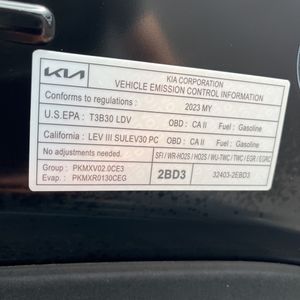 KIA
KIA CORPORATION
VEHICLE EMISSION CONTROL INFORMATION
Conforms to regulations : 2023 MY
U.S.EPA : T3B30 LDV OBD : CA II Fuel : Gasoline
California : LEV III SULEV30 PC OBD : CA II Fuel : Gasoline
No adjustments needed. SFI / WR-HO2S / HO2S / WU-TWC / TWC / EGR / EGRC
Group : PKMXV02.0CE3
Evap. : PKMXR0130CEG
2BD3 32403-2EBD3